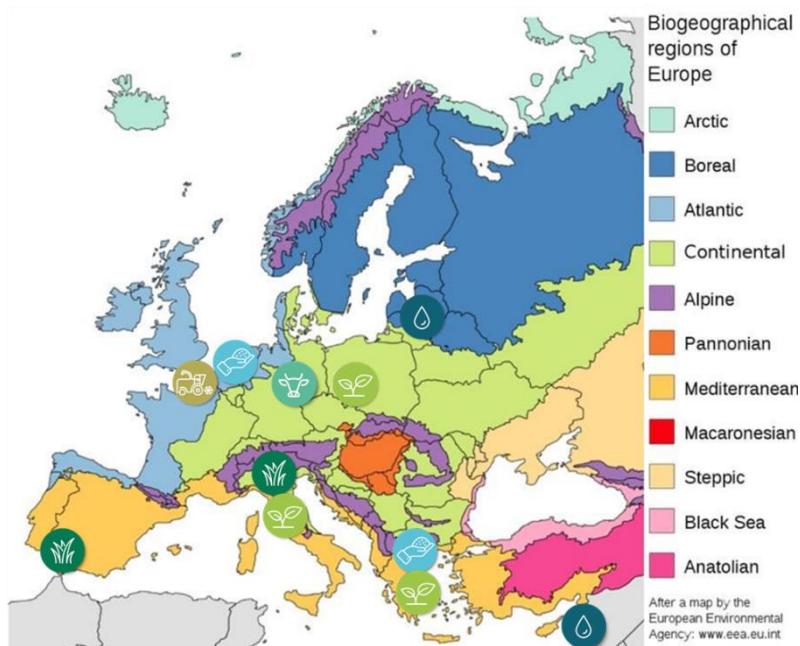 Biogeographical
regions of
Europe
Arctic
Boreal
Atlantic
Continental
Alpine
Pannonian
Mediterranean
Macaronesian
Steppic
Black Sea
Anatolian
After a map by the
European Environmental
Agency: www.eea.eu.int